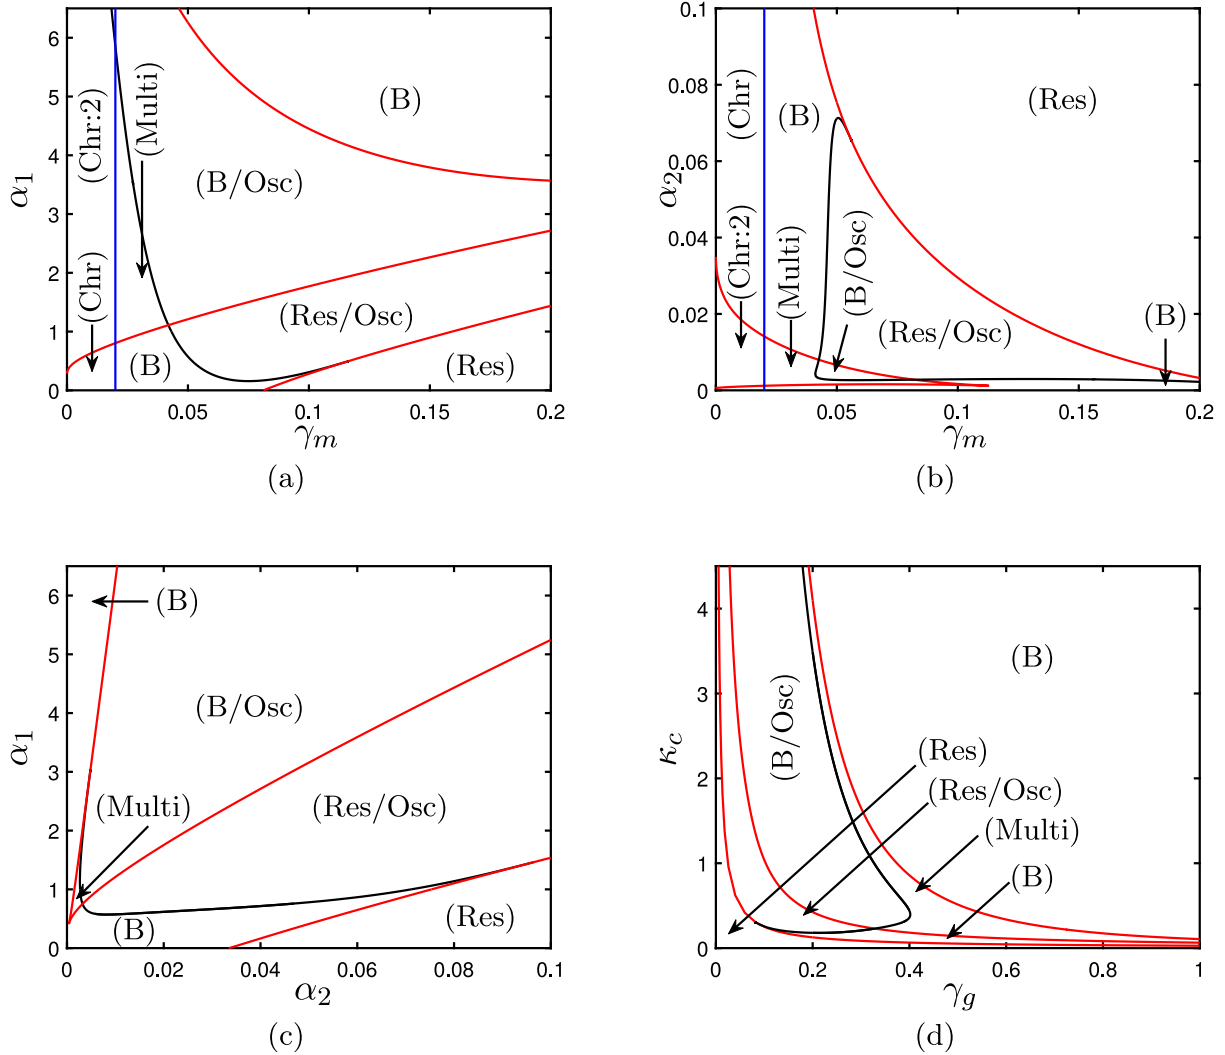 6
5
4
3
2
1
0
α1
(Chr:2)
(Multi)
(Chr)
(B)
(B/Osc)
(Res/Osc)
(B)
(Res)
0
0.05
0.1
0.15
0.2
γm
(a)
0.1
0.08
0.06
0.04
0.02
0
α2
(Chr)
(B)
(Res)
(Chr:2)
(Multi)
(B/Osc)
(Res/Osc)
(B)
0
0.05
0.1
0.15
0.2
γm
(b)
6
5
4
3
2
1
0
α1
(B)
(B/Osc)
(Multi)
(Res/Osc)
(B)
(Res)
0
0.02
0.04
0.06
0.08
0.1
α2
(c)
4
3
2
1
0
κc
(B/Osc)
(B)
(Res)
(Res/Osc)
(Multi)
(B)
0
0.2
0.4
0.6
0.8
1
γg
(d)